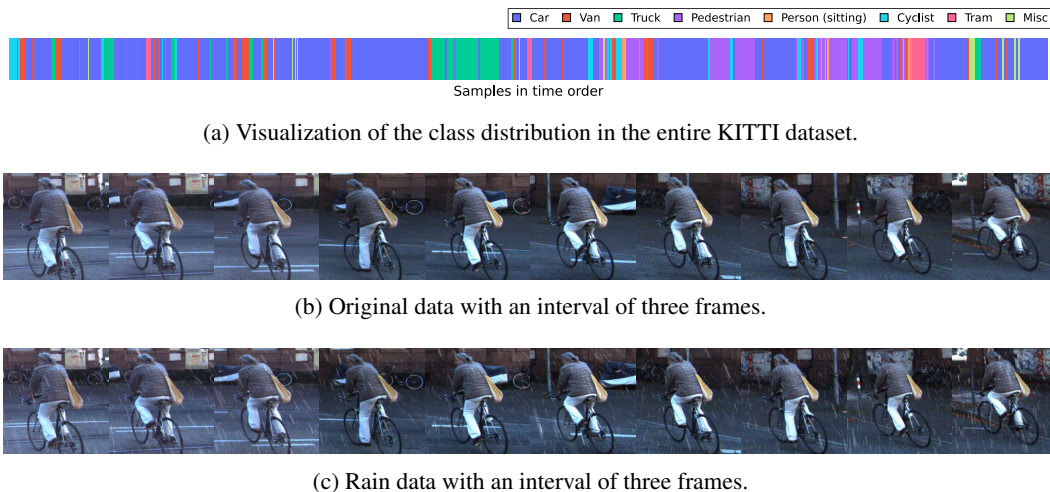 Car Van Truck Pedestrian Person (sitting) Cyclist Tram Misc
Samples in time order
(a) Visualization of the class distribution in the entire KITTI dataset.
(b) Original data with an interval of three frames.
(c) Rain data with an interval of three frames.